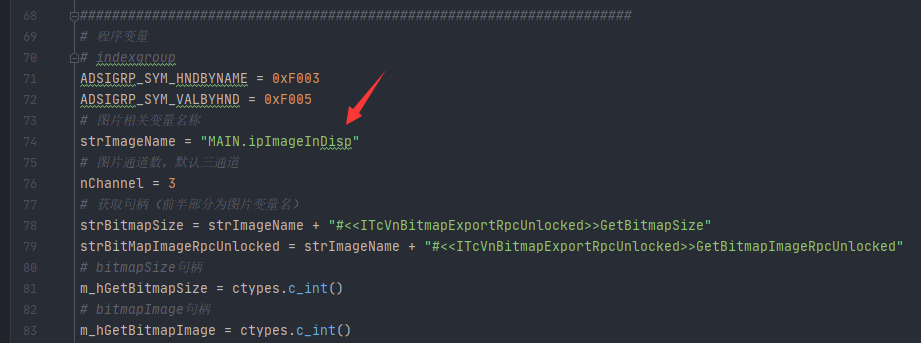 68 ######################################################################
69 # 程序变量
70 # indexgroup
71 ADSIGRP_SYM_HNDBYNAME = 0xF003
72 ADSIGRP_SYM_VALBYHND = 0xF005
73 # 图片相关变量名称
74 strImageName = "MAIN.ipImageInDisp"
75 # 图片通道数，默认三通道
76 nChannel = 3
77 # 获取句柄（前半部分为图片变量名）
78 strBitmapSize = strImageName + "#<<ITcVnBitmapExportRpcUnlocked>>GetBitmapSize"
79 strBitMapImageRpcUnlocked = strImageName + "#<<ITcVnBitmapExportRpcUnlocked>>GetBitmapImageRpcUnlocked"
80 # bitmapSize句柄
81 m_hGetBitmapSize = ctypes.c_int()
82 # bitmapImage句柄
83 m_hGetBitmapImage = ctypes.c_int()